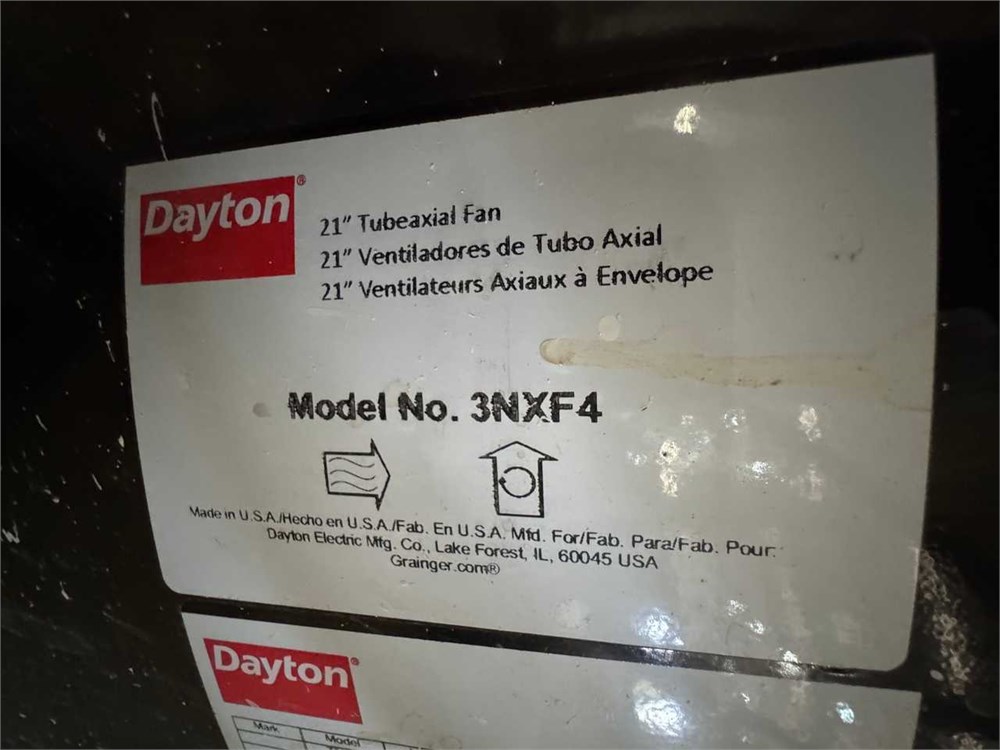 Dayton®
21" Tubeaxial Fan
21" Ventiladores de Tubo Axial
21" Ventilateurs Axiaux à Envelope
Model No. 3NXF4
Made in U.S.A./Hecho en U.S.A./Fab. En U.S.A. Mfd. For/Fab. Para/Fab. Pour:
Dayton Electric Mfg. Co., Lake Forest, IL, 60045 USA
Grainger.com®
Dayton®
Mark Model